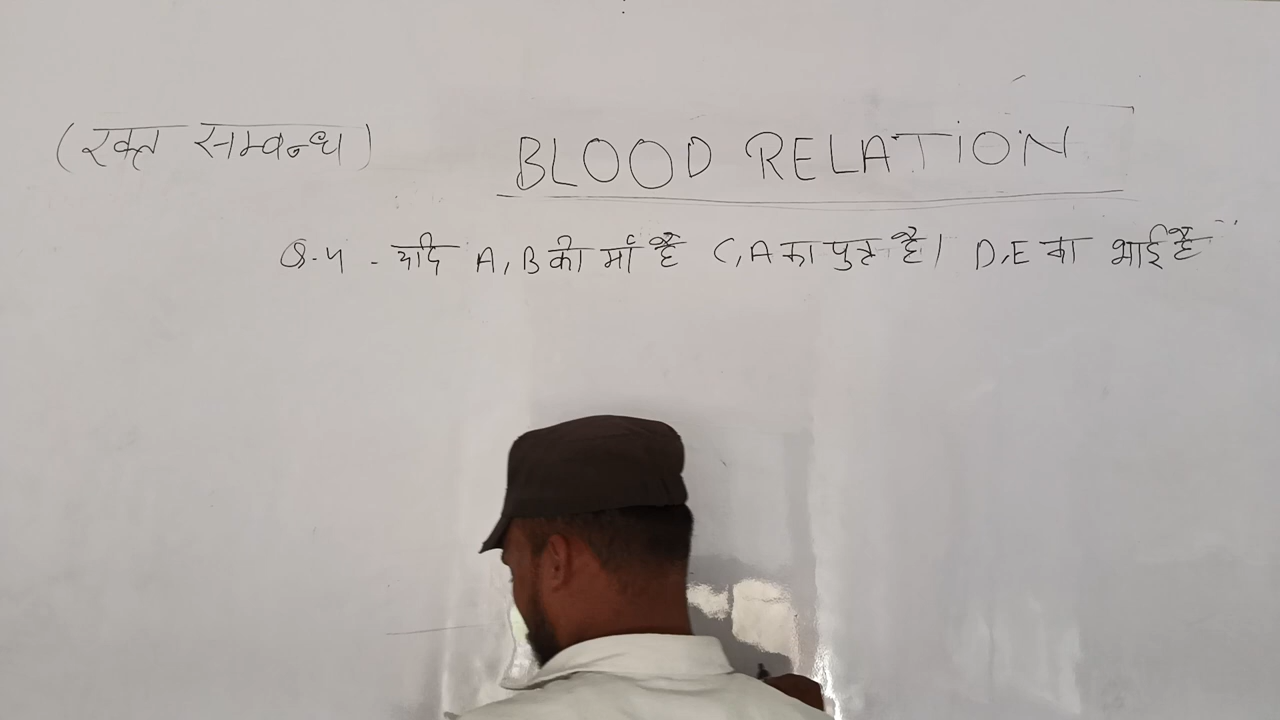 (रक्त सम्बन्ध) BLOOD RELATION
Q.4 - यदि A, B की माँ है C, A का पुत्र है। D, E का भाई है